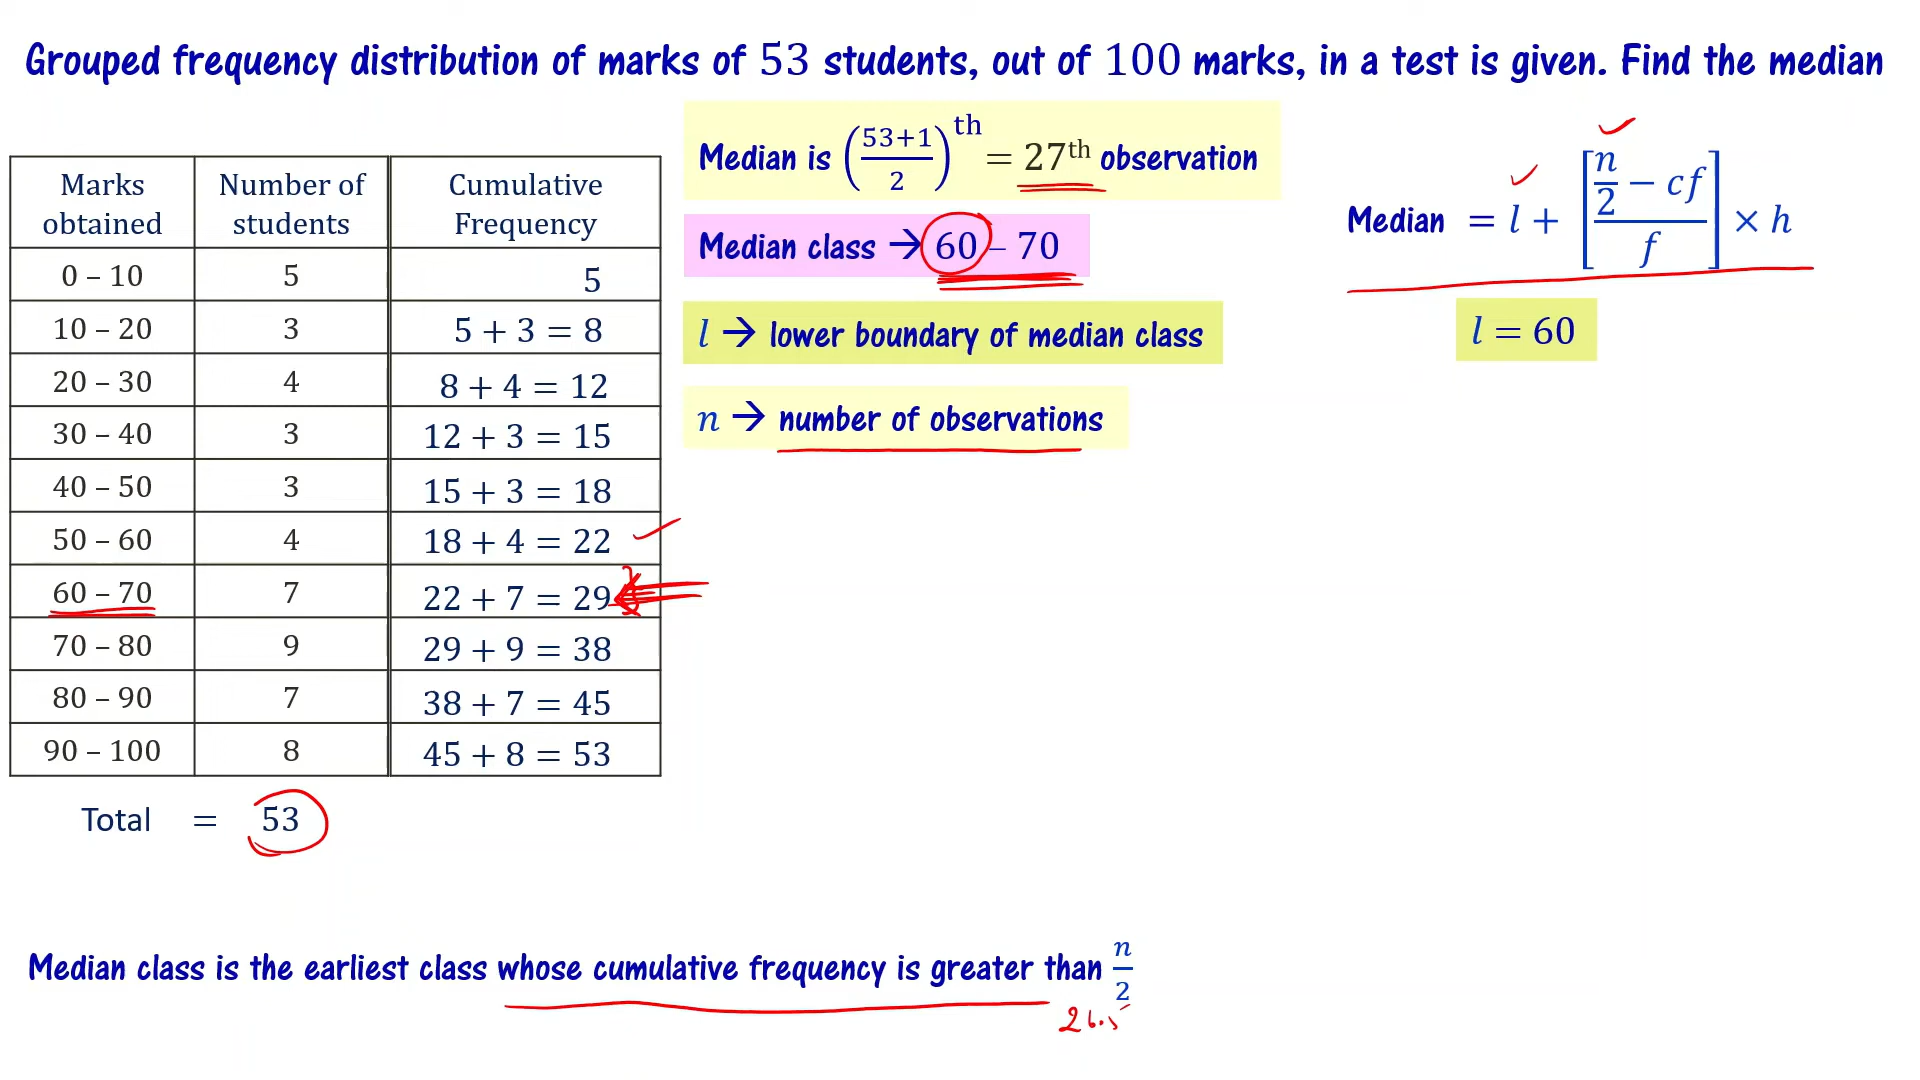 Grouped frequency distribution of marks of 53 students, out of 100 marks, in a test is given. Find the median
Marks obtained | Number of students | Cumulative Frequency
0 – 10 | 5 | 5
10 – 20 | 3 | 5 + 3 = 8
20 – 30 | 4 | 8 + 4 = 12
30 – 40 | 3 | 12 + 3 = 15
40 – 50 | 3 | 15 + 3 = 18
50 – 60 | 4 | 18 + 4 = 22
60 – 70 | 7 | 22 + 7 = 29
70 – 80 | 9 | 29 + 9 = 38
80 – 90 | 7 | 38 + 7 = 45
90 – 100 | 8 | 45 + 8 = 53
Total = 53
Median is ((53+1)/2)th = 27th observation
Median class → 60 – 70
l → lower boundary of median class
n → number of observations
Median = l + [(n/2 − cf)/f] × h
l = 60
Median class is the earliest class whose cumulative frequency is greater than n/2
26.5